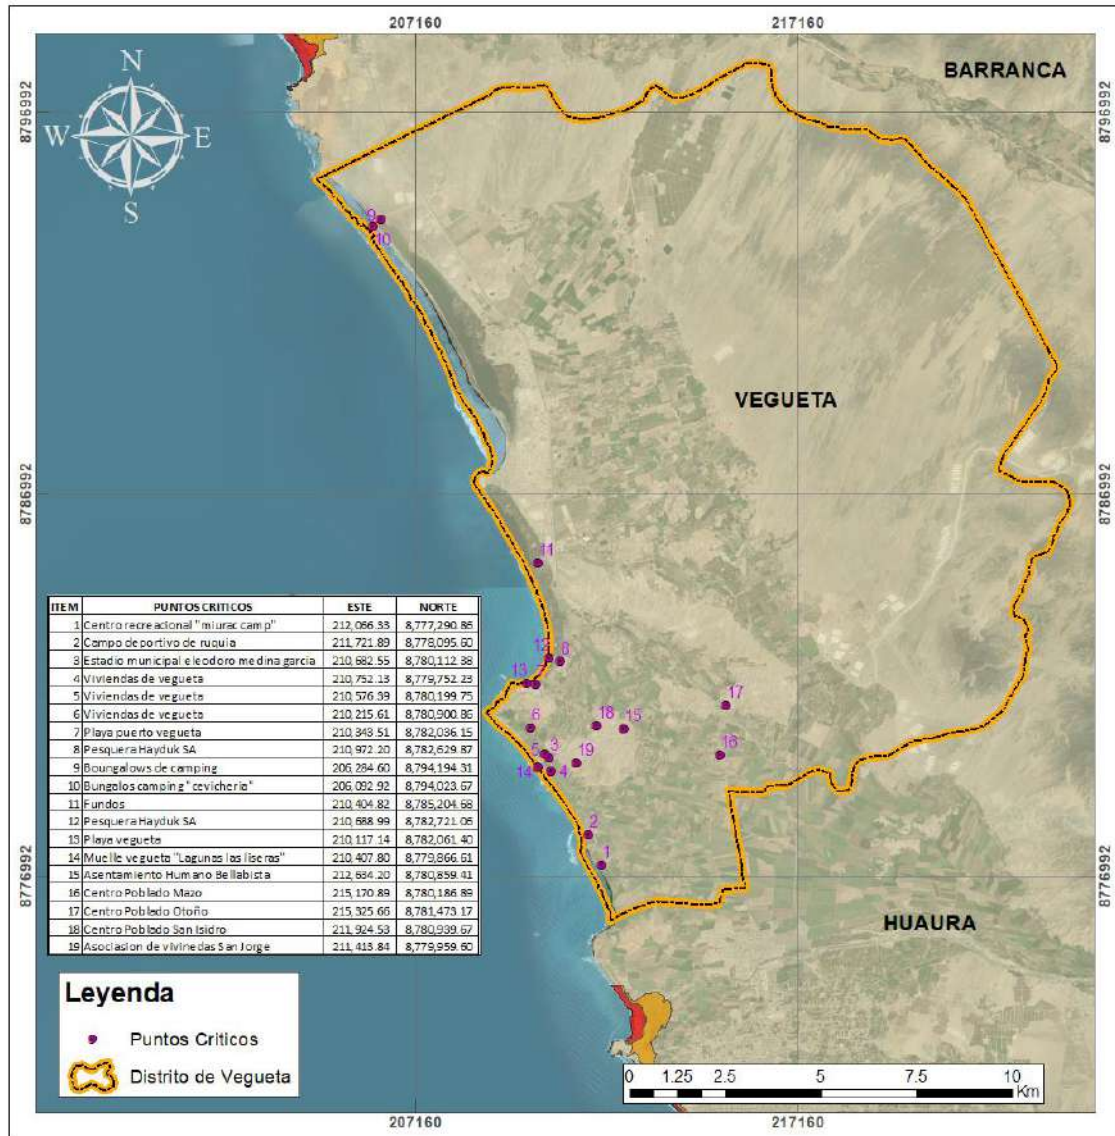 207160 217160
BARRANCA
8796992 8796992
N
W E
S
9
10
VEGUETA
8786992 8786992
11
ITEM PUNTOS CRITICOS ESTE NORTE
1 Centro recreacional "miurac camp" 212,066.33 8,777,290.86
2 Campo deportivo de ruquia 211,721.89 8,778,095.60
3 Estadio municipal eleodoro medina garcia 210,682.55 8,780,112.38
4 Viviendas de vegueta 210,752.13 8,779,752.23
5 Viviendas de vegueta 210,576.39 8,780,199.75
6 Viviendas de vegueta 210,215.61 8,780,900.86
7 Playa puerto vegueta 210,343.51 8,782,036.15
8 Pesquera Hayduk SA 210,972.20 8,782,629.87
9 Boungalows de camping 206,284.60 8,794,194.31
10 Bungalos camping "cevicheria" 206,092.92 8,794,023.67
11 Fundos 210,404.82 8,785,204.68
12 Pesquera Hayduk SA 210,688.99 8,782,721.06
13 Playa vegueta 210,117.14 8,782,061.40
14 Muelle vegueta "Lagunas las liseras" 210,407.80 8,779,866.61
15 Asentamiento Humano Bellabista 212,634.20 8,780,859.41
16 Centro Poblado Mazo 215,170.89 8,780,186.89
17 Centro Poblado Otoño 215,325.66 8,781,473.17
18 Centro Poblado San Isidro 211,924.53 8,780,939.67
19 Asociasion de vivinedas San Jorge 211,413.84 8,779,959.60
12 8
13
17
6 18 15
5 3 19 16
14 4
2
1
8776992 8776992
HUAURA
Leyenda
Puntos Criticos
Distrito de Vegueta
0 1.25 2.5 5 7.5 10
Km
207160 217160